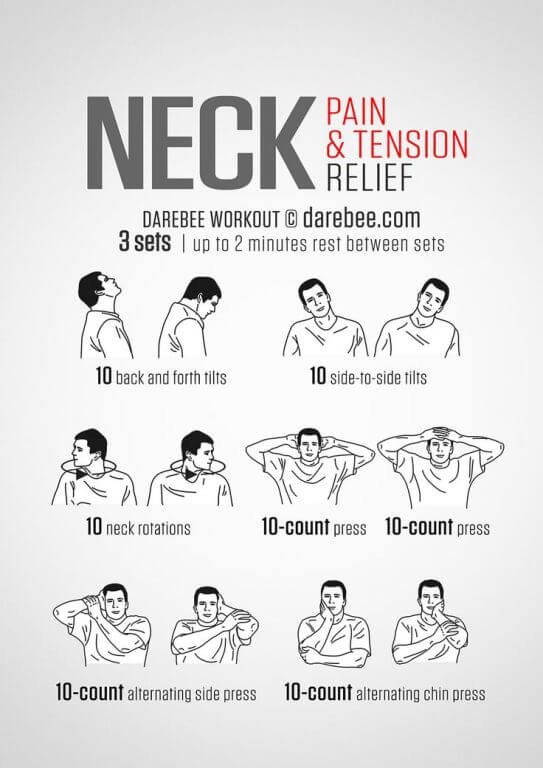 NECK PAIN
& TENSION
RELIEF
DAREBEE WORKOUT © darebee.com
3 sets | up to 2 minutes rest between sets
10 back and forth tilts
10 side-to-side tilts
10 neck rotations
10-count press
10-count press
10-count alternating side press
10-count alternating chin press